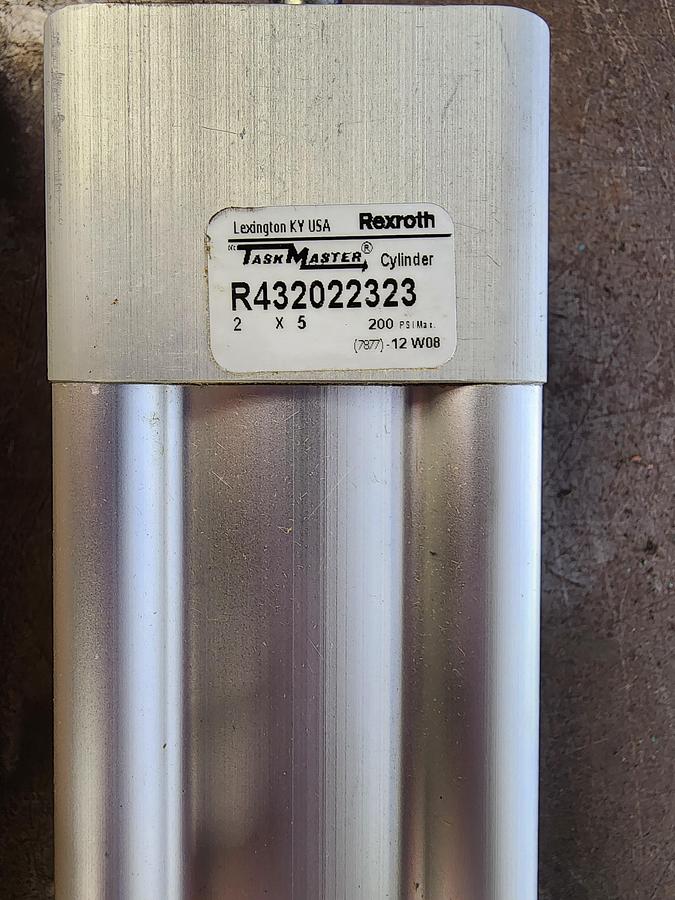 Lexington KY USA Rexroth
TASKMASTER® Cylinder
R432022323
2 X 5 200 PSI Max.
(7877)-12 W08